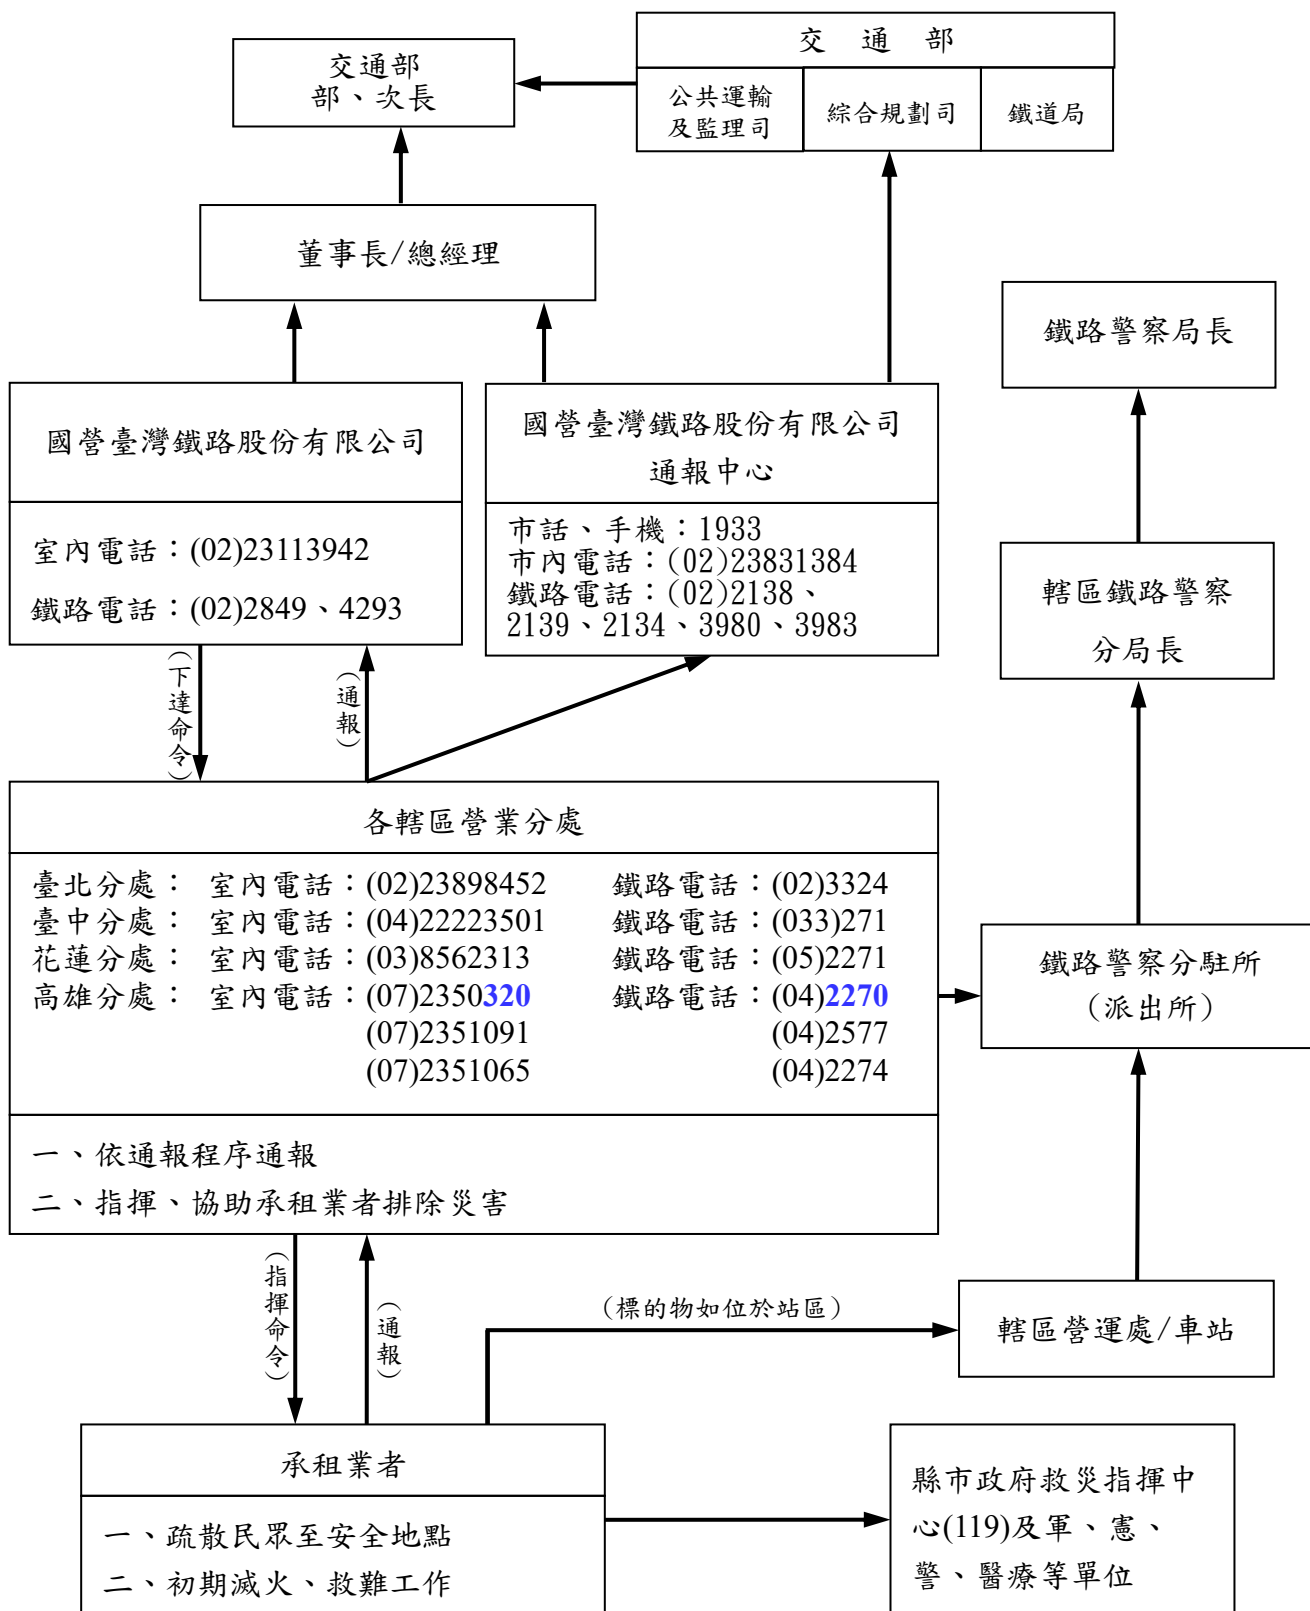 交　通　部
公共運輸
及監理司
綜合規劃司
鐵道局
交通部
部、次長
董事長/總經理
鐵路警察局長
國營臺灣鐵路股份有限公司
室內電話：(02)23113942
鐵路電話：(02)2849、4293
國營臺灣鐵路股份有限公司
通報中心
市話、手機：1933
市內電話：(02)23831384
鐵路電話：(02)2138、
2139、2134、3980、3983
轄區鐵路警察
分局長
(下達命令)
(通報)
各轄區營業分處
臺北分處： 室內電話：(02)23898452 鐵路電話：(02)3324
臺中分處： 室內電話：(04)22223501 鐵路電話：(033)271
花蓮分處： 室內電話：(03)8562313 鐵路電話：(05)2271
高雄分處： 室內電話：(07)2350320 鐵路電話：(04)2270
(07)2351091 (04)2577
(07)2351065 (04)2274
一、依通報程序通報
二、指揮、協助承租業者排除災害
鐵路警察分駐所
（派出所）
(指揮命令)
(通報)
（標的物如位於站區）
轄區營運處/車站
承租業者
一、疏散民眾至安全地點
二、初期滅火、救難工作
縣市政府救災指揮中
心(119)及軍、憲、
警、醫療等單位